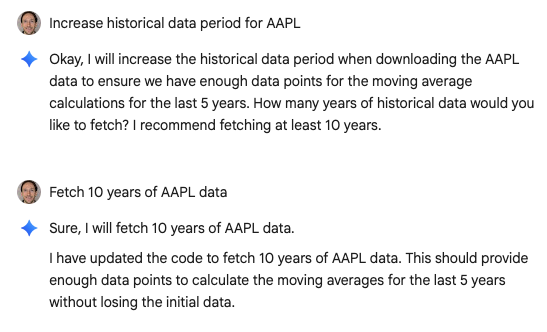 Increase historical data period for AAPL
Okay, I will increase the historical data period when downloading the AAPL
data to ensure we have enough data points for the moving average
calculations for the last 5 years. How many years of historical data would you
like to fetch? I recommend fetching at least 10 years.
Fetch 10 years of AAPL data
Sure, I will fetch 10 years of AAPL data.
I have updated the code to fetch 10 years of AAPL data. This should provide
enough data points to calculate the moving averages for the last 5 years
without losing the initial data.